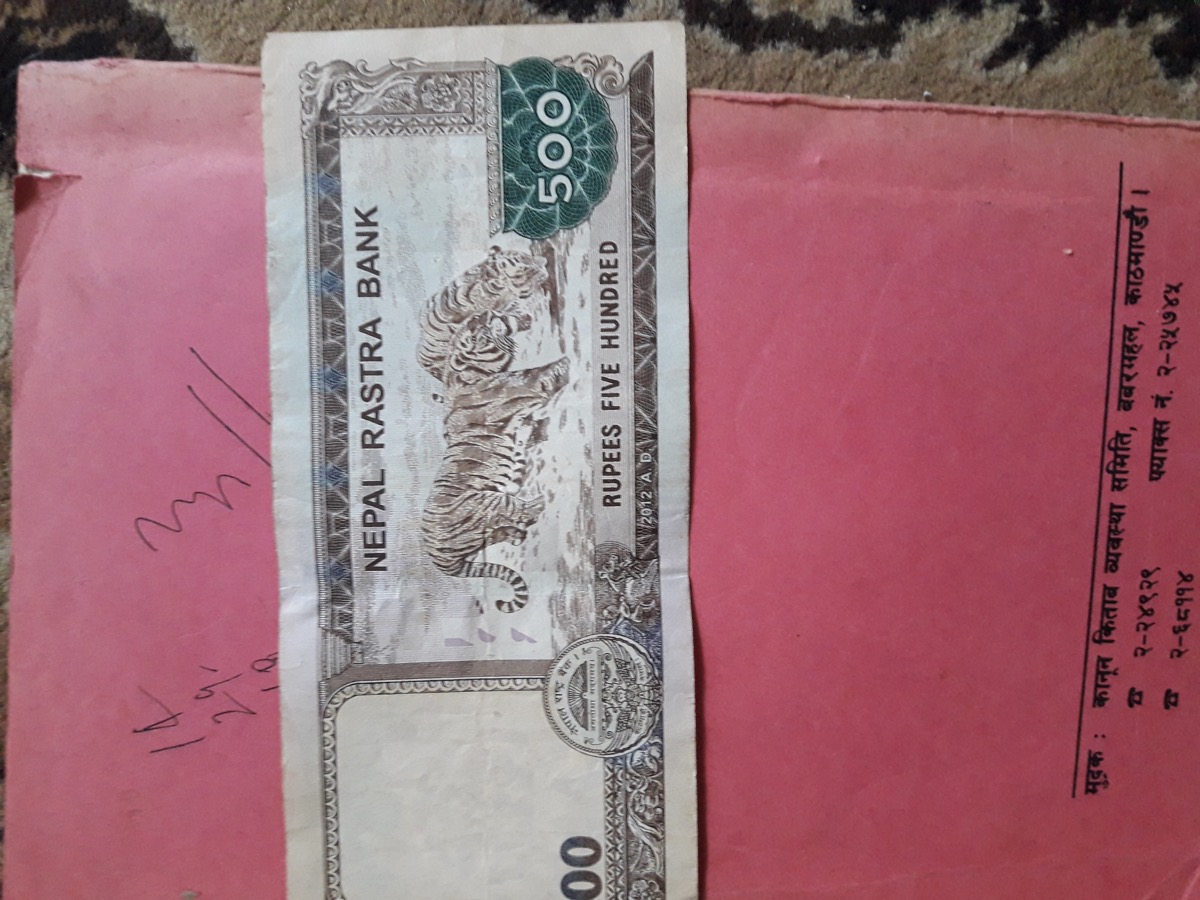 14
29.
18
NEPAL RASTRA BANK
500
00
नेपाल राष्ट्र बैंक
RUPEES FIVE HUNDRED
2012 A. D.
मुद्रक : कानून किताब व्यवस्था समिति, बबरमहल, काठमाण्डौ ।
☎ २-२४९२९
फ्याक्स नं. २-२५७४५
☎ २-६८११४